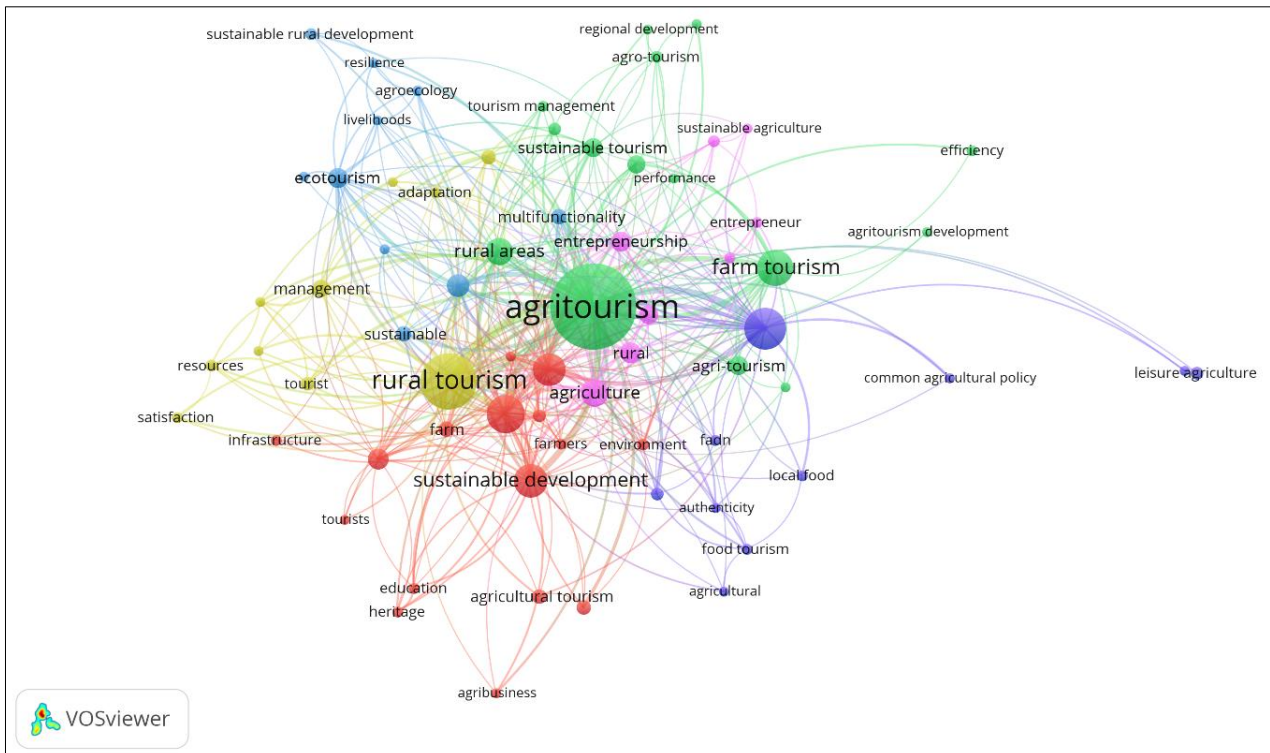 regional development
sustainable rural development
agro-tourism
resilience
agroecology
tourism management
livelihoods
sustainable agriculture
sustainable tourism
efficiency
ecotourism
performance
adaptation
multifunctionality
entrepreneur
agritourism development
entrepreneurship
rural areas
farm tourism
management
agritourism
sustainable
rural
resources
agri-tourism
leisure agriculture
common agricultural policy
rural tourism
tourist
agriculture
satisfaction
farm
infrastructure
farmers
environment
fadn
sustainable development
local food
authenticity
tourists
food tourism
education
agricultural
agricultural tourism
heritage
agribusiness
VOSviewer